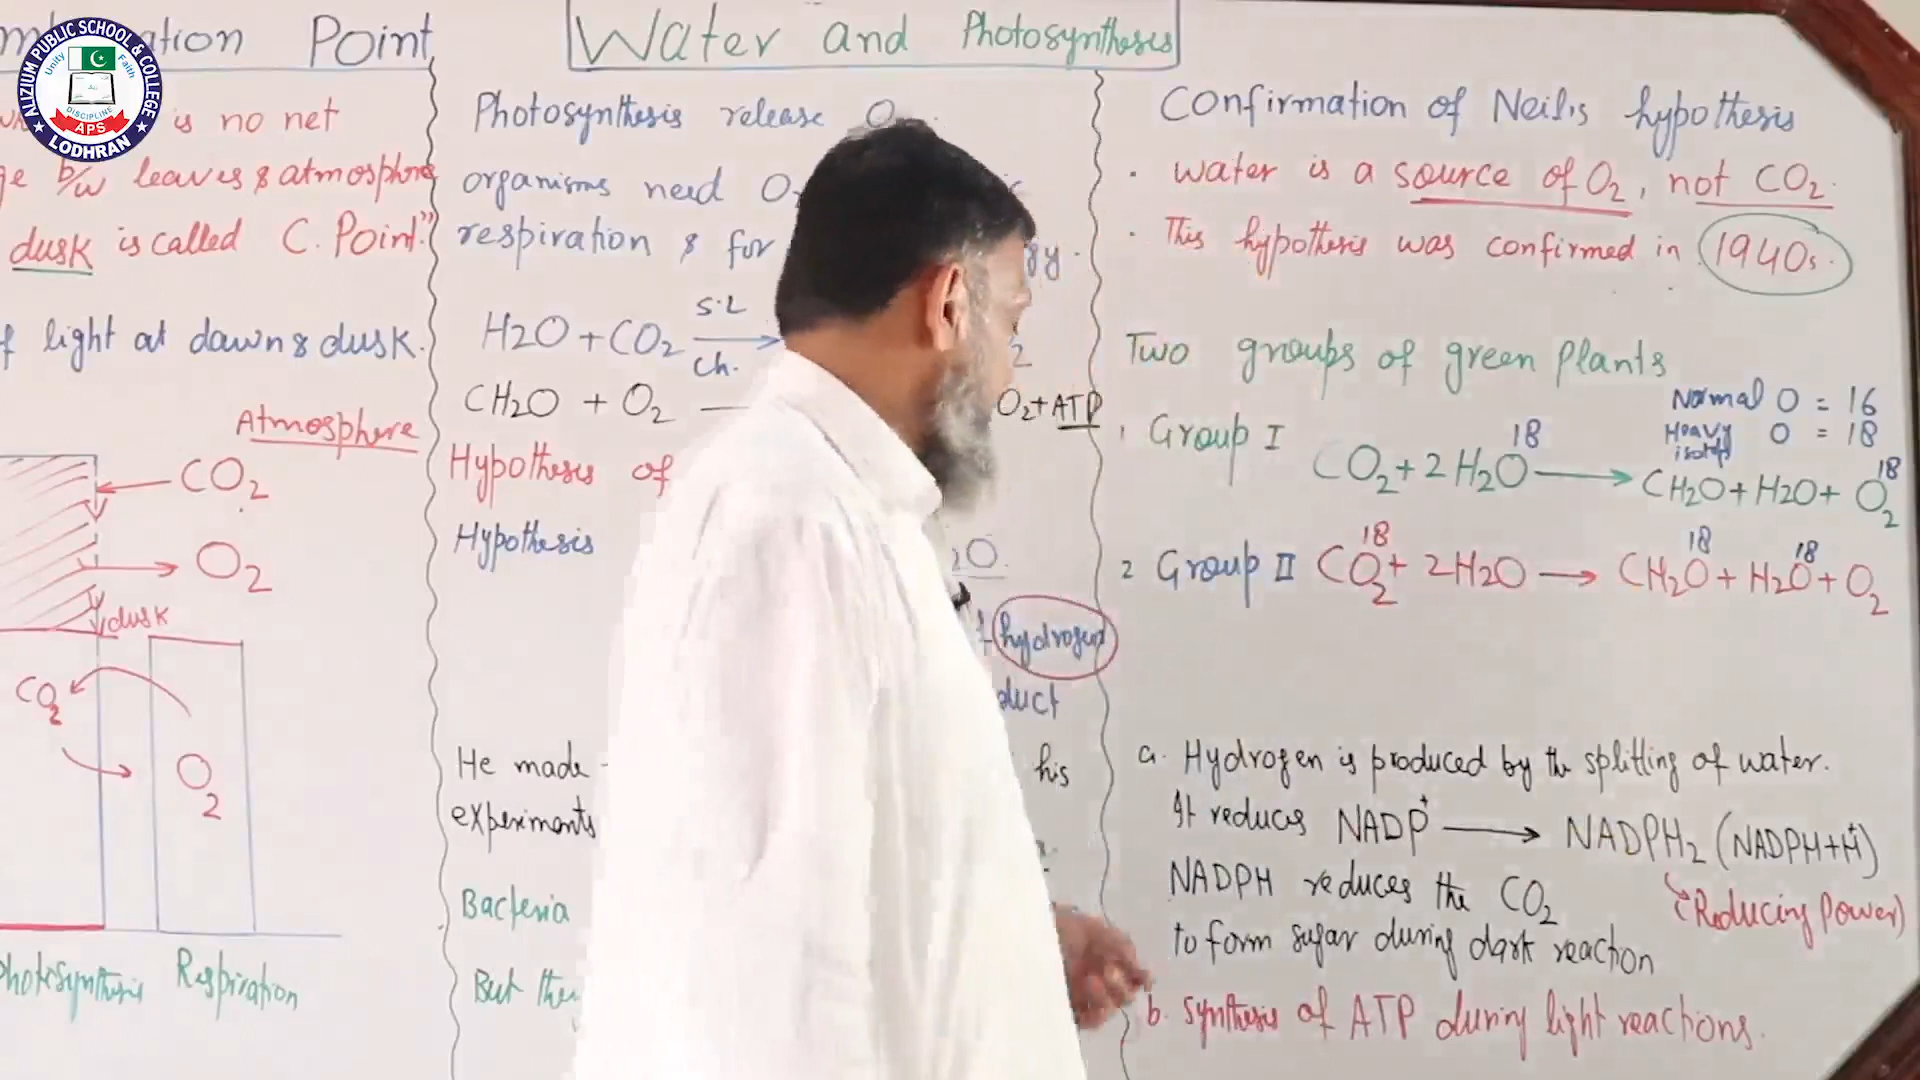 ALIZIUM PUBLIC SCHOOL & COLLEGE
Unity Faith
DISCIPLINE
APS
LODHRAN
ation Point
is no net
b/w leaves & atmosphere
dusk is called C. Point."
light at dawn & dusk.
Atmosphere
CO2
O2
dusk
CO2
O2
Photosynthesis Respiration
Water and Photosynthesis
Photosynthesis release O
organisms need O
respiration & for gy.
H2O + CO2 S.L Ch. 2
CH2O + O2 O2 + ATP
Hypothesis of
Hypothesis 2O.
hydrogen
duct
He made his
experiments
Bacteria
But they
Confirmation of Neil's hypothesis
· Water is a source of O2, not CO2.
· This hypothesis was confirmed in 1940s.
Two groups of green Plants
Normal O = 16
Heavy isotop O = 18
1 Group I CO2 + 2H2O18 → CH2O + H2O + O218
2 Group II CO218 + 2H2O → CH2O18 + H2O18 + O2
a. Hydrogen is produced by the splitting of water.
It reduces NADP+ → NADPH2 (NADPH+H+)
NADPH reduces the CO2 (Reducing Power)
to form sugar during dark reaction
b. Synthesis of ATP during light reactions.